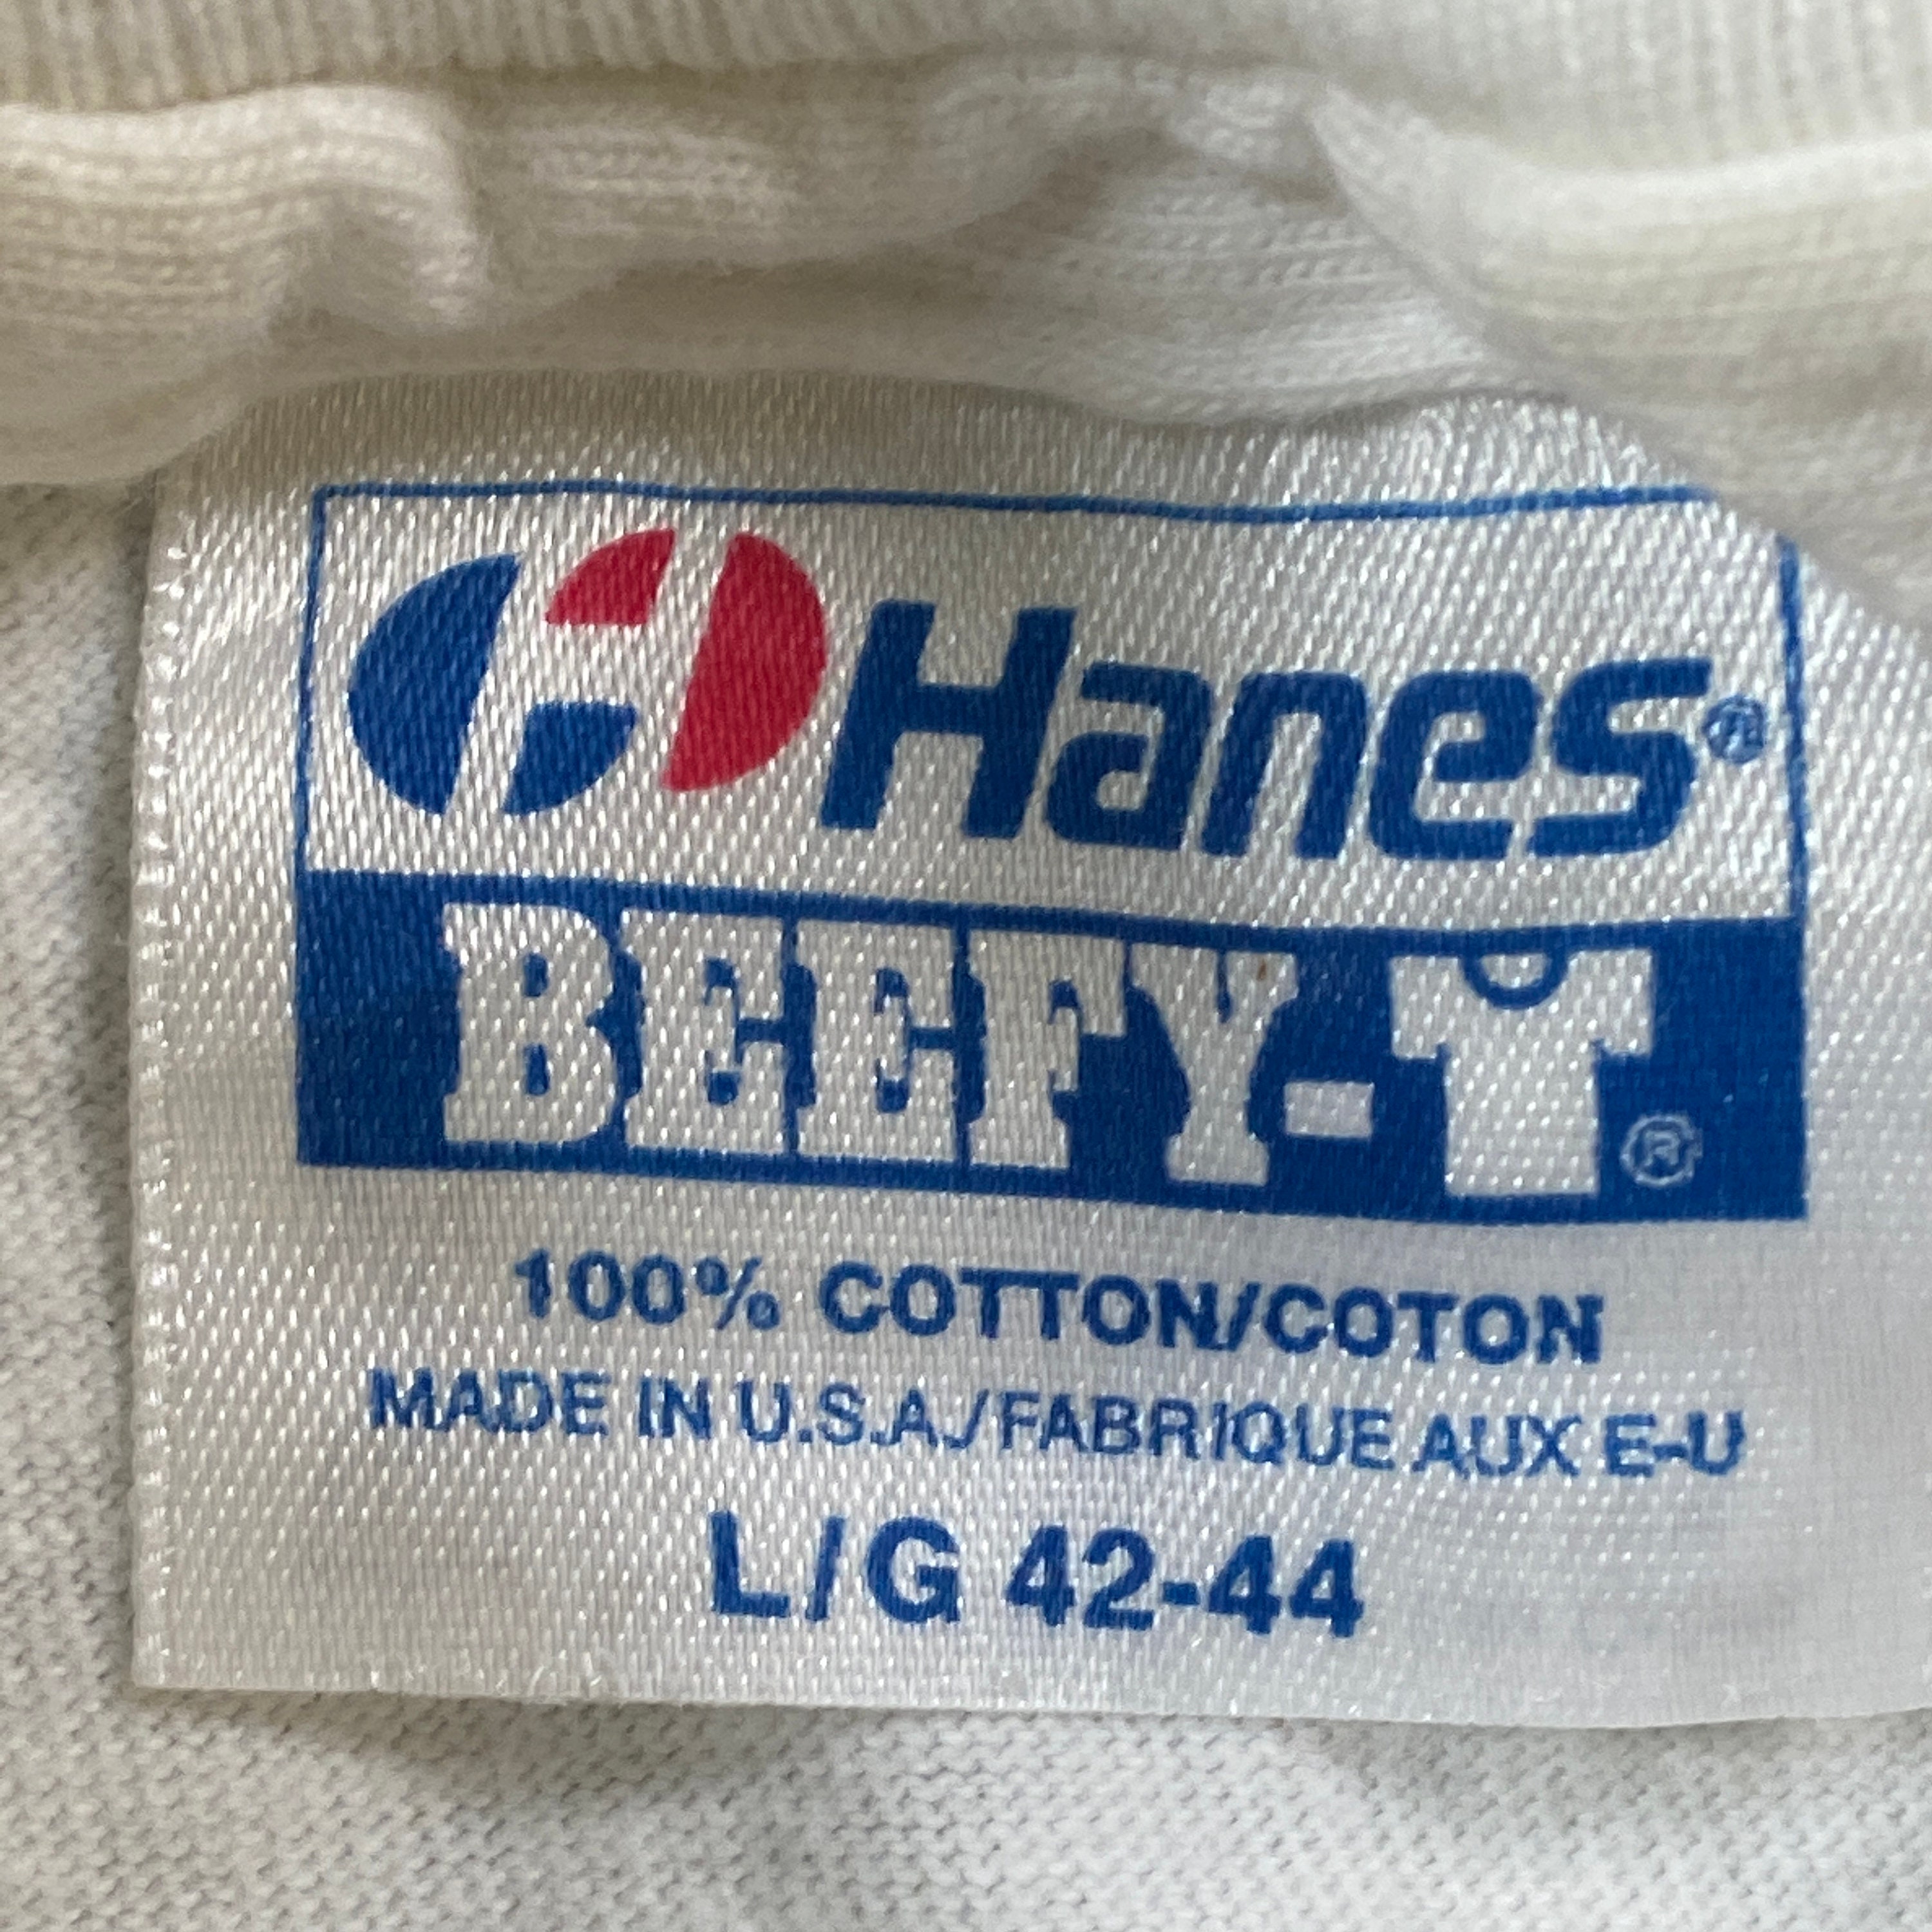 Hanes®
BEEFY-T®
100% COTTON/COTON
MADE IN U.S.A./FABRIQUE AUX E-U
L/G 42-44